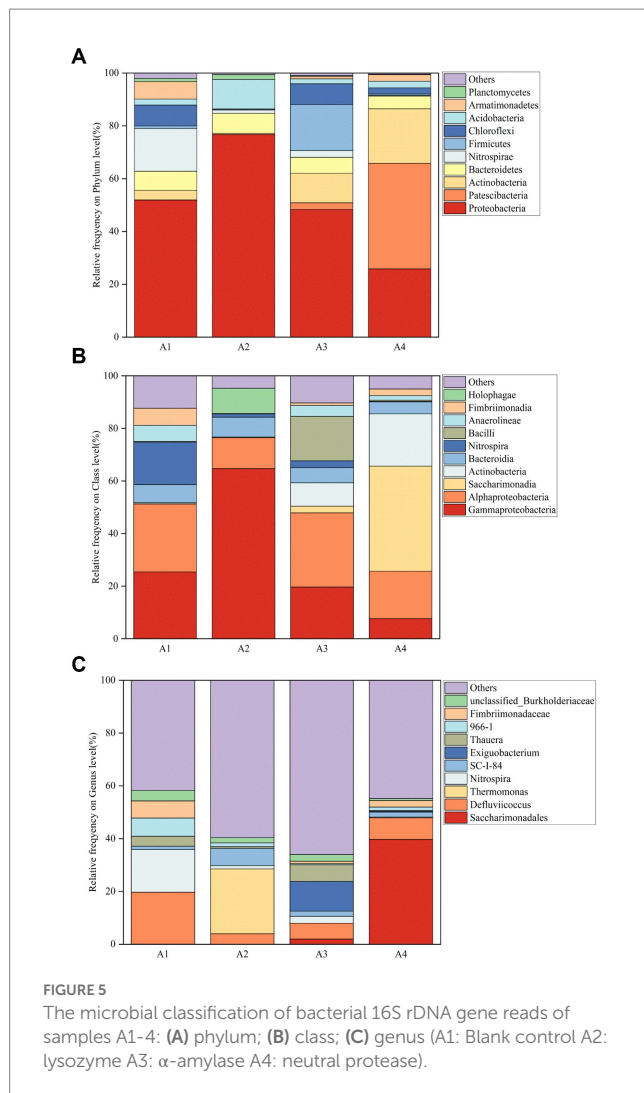 A
Relative freqyency on Phylum level(%)
100
80
60
40
20
0
A1 A2 A3 A4
Others
Planctomycetes
Armatimonadetes
Acidobacteria
Chloroflexi
Firmicutes
Nitrospirae
Bacteroidetes
Actinobacteria
Patescibacteria
Proteobacteria
B
Relative freqyency on Class level(%)
100
80
60
40
20
0
A1 A2 A3 A4
Others
Holophagae
Fimbriimonadia
Anaerolineae
Bacilli
Nitrospira
Bacteroidia
Actinobacteria
Saccharimonadia
Alphaproteobacteria
Gammaproteobacteria
C
Relative freqyency on Genus level(%)
100
80
60
40
20
0
A1 A2 A3 A4
Others
unclassified_Burkholderiaceae
Fimbriimonadaceae
966-1
Thauera
Exiguobacterium
SC-I-84
Nitrospira
Thermomonas
Defluviicoccus
Saccharimonadales
FIGURE 5
The microbial classification of bacterial 16S rDNA gene reads of
samples A1-4: (A) phylum; (B) class; (C) genus (A1: Blank control A2:
lysozyme A3: α-amylase A4: neutral protease).